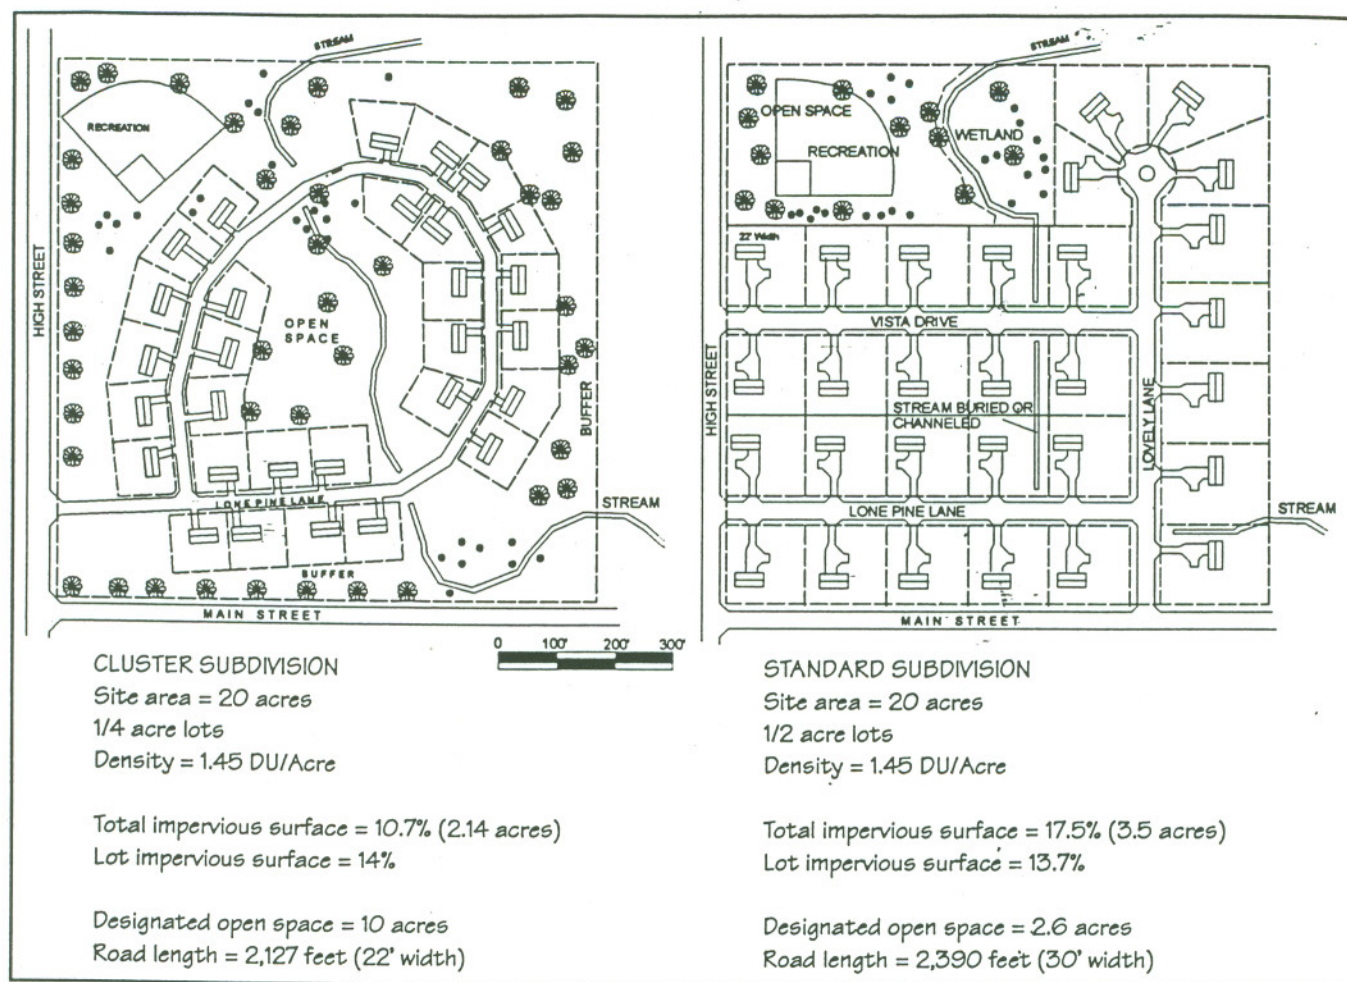 STREAM
RECREATION
HIGH STREET
OPEN
SPACE
BUFFER
LONE PINE LANE
STREAM
BUFFER
MAIN STREET
STREAM
OPEN SPACE
RECREATION
WETLAND
22' Width
VISTA DRIVE
HIGH STREET
STREAM BURIED OR
CHANNELED
LOVELY LANE
LONE PINE LANE
STREAM
MAIN STREET
0 100' 200' 300'
CLUSTER SUBDIVISION
Site area = 20 acres
1/4 acre lots
Density = 1.45 DU/Acre
Total impervious surface = 10.7% (2.14 acres)
Lot impervious surface = 14%
Designated open space = 10 acres
Road length = 2,127 feet (22' width)
STANDARD SUBDIVISION
Site area = 20 acres
1/2 acre lots
Density = 1.45 DU/Acre
Total impervious surface = 17.5% (3.5 acres)
Lot impervious surface = 13.7%
Designated open space = 2.6 acres
Road length = 2,390 feet (30' width)